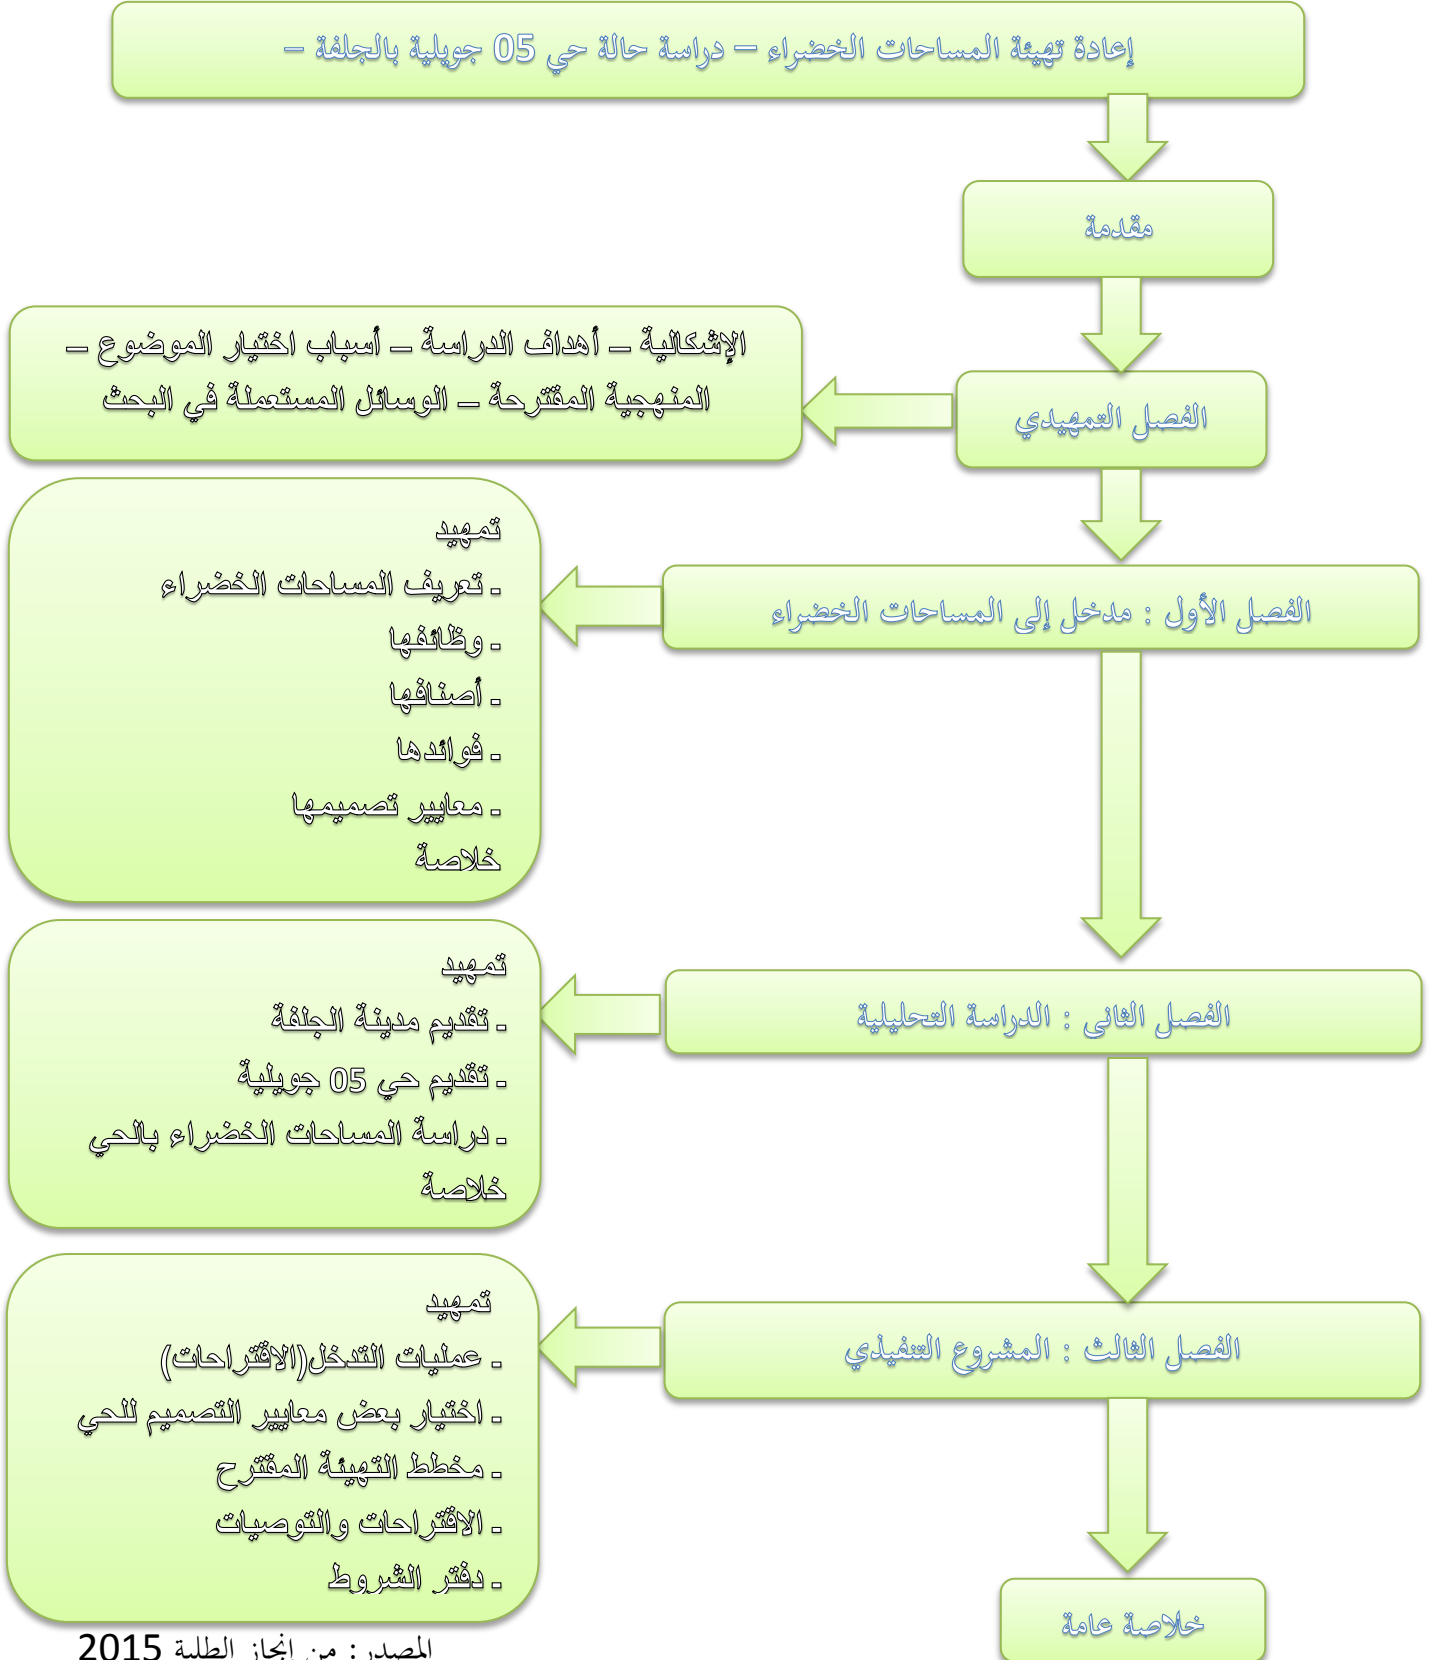 إعادة تهيئة المساحات الخضراء – دراسة حالة حي 05 جويلية بالجلفة –
مقدمة
الفصل التمهيدي
الإشكالية – أهداف الدراسة – أسباب اختيار الموضوع –
المنهجية المقترحة – الوسائل المستعملة في البحث
الفصل الأول : مدخل إلى المساحات الخضراء
تمهيد
- تعريف المساحات الخضراء
- وظائفها
- أصنافها
- فوائدها
- معايير تصميمها
خلاصة
الفصل الثاني : الدراسة التحليلية
تمهيد
- تقديم مدينة الجلفة
- تقديم حي 05 جويلية
- دراسة المساحات الخضراء بالحي
خلاصة
الفصل الثالث : المشروع التنفيذي
تمهيد
- عمليات التدخل(الاقتراحات)
- اختيار بعض معايير التصميم للحي
- مخطط التهيئة المقترح
- الاقتراحات والتوصيات
- دفتر الشروط
خلاصة عامة
المصدر: من إنجاز الطلبة 2015